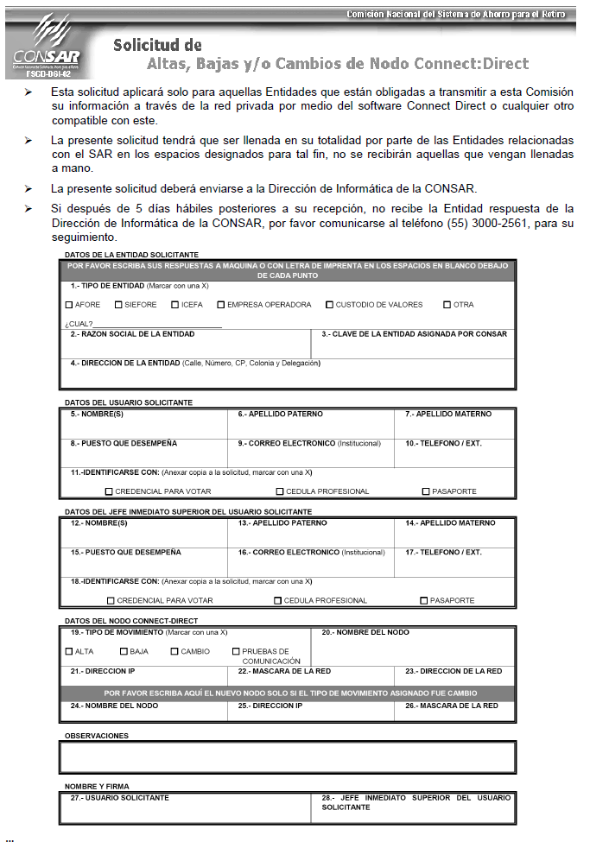 Comisión Nacional del Sistema de Ahorro para el Retiro
CONSAR
FSCD-DGI-02
Solicitud de
Altas, Bajas y/o Cambios de Nodo Connect:Direct
➢ Esta solicitud aplicará solo para aquellas Entidades que están obligadas a transmitir a esta Comisión
su información a través de la red privada por medio del software Connect Direct o cualquier otro
compatible con este.
➢ La presente solicitud tendrá que ser llenada en su totalidad por parte de las Entidades relacionadas
con el SAR en los espacios designados para tal fin, no se recibirán aquellas que vengan llenadas
a mano.
➢ La presente solicitud deberá enviarse a la Dirección de Informática de la CONSAR.
➢ Si después de 5 días hábiles posteriores a su recepción, no recibe la Entidad respuesta de la
Dirección de Informática de la CONSAR, por favor comunicarse al teléfono (55) 3000-2561, para su
seguimiento.
DATOS DE LA ENTIDAD SOLICITANTE
POR FAVOR ESCRIBA SUS RESPUESTAS A MAQUINA O CON LETRA DE IMPRENTA EN LOS ESPACIOS EN BLANCO DEBAJO
DE CADA PUNTO
1.- TIPO DE ENTIDAD (Marcar con una X)
☐ AFORE ☐ SIEFORE ☐ ICEFA ☐ EMPRESA OPERADORA ☐ CUSTODIO DE VALORES ☐ OTRA
¿CUAL?______________________________
2.- RAZON SOCIAL DE LA ENTIDAD 3.- CLAVE DE LA ENTIDAD ASIGNADA POR CONSAR
4.- DIRECCION DE LA ENTIDAD (Calle, Número, CP, Colonia y Delegación)
DATOS DEL USUARIO SOLICITANTE
5.- NOMBRE(S) 6.- APELLIDO PATERNO 7.- APELLIDO MATERNO
8.- PUESTO QUE DESEMPEÑA 9.- CORREO ELECTRONICO (Institucional) 10.- TELEFONO / EXT.
11.-IDENTIFICARSE CON: (Anexar copia a la solicitud, marcar con una X)
☐ CREDENCIAL PARA VOTAR ☐ CEDULA PROFESIONAL ☐ PASAPORTE
DATOS DEL JEFE INMEDIATO SUPERIOR DEL USUARIO SOLICITANTE
12.- NOMBRE(S) 13.- APELLIDO PATERNO 14.- APELLIDO MATERNO
15.- PUESTO QUE DESEMPEÑA 16.- CORREO ELECTRONICO (Institucional) 17.- TELEFONO / EXT.
18.-IDENTIFICARSE CON: (Anexar copia a la solicitud, marcar con una X)
☐ CREDENCIAL PARA VOTAR ☐ CEDULA PROFESIONAL ☐ PASAPORTE
DATOS DEL NODO CONNECT-DIRECT
19.- TIPO DE MOVIMIENTO (Marcar con una X) 20.- NOMBRE DEL NODO
☐ ALTA ☐ BAJA ☐ CAMBIO ☐ PRUEBAS DE
COMUNICACIÓN
21.- DIRECCION IP 22.- MASCARA DE LA RED 23.- DIRECCION DE LA RED
POR FAVOR ESCRIBA AQUÍ EL NUEVO NODO SOLO SI EL TIPO DE MOVIMIENTO ASIGNADO FUE CAMBIO
24.- NOMBRE DEL NODO 25.- DIRECCION IP 26.- MASCARA DE LA RED
OBSERVACIONES
NOMBRE Y FIRMA
27.- USUARIO SOLICITANTE 28.- JEFE INMEDIATO SUPERIOR DEL USUARIO
SOLICITANTE
...